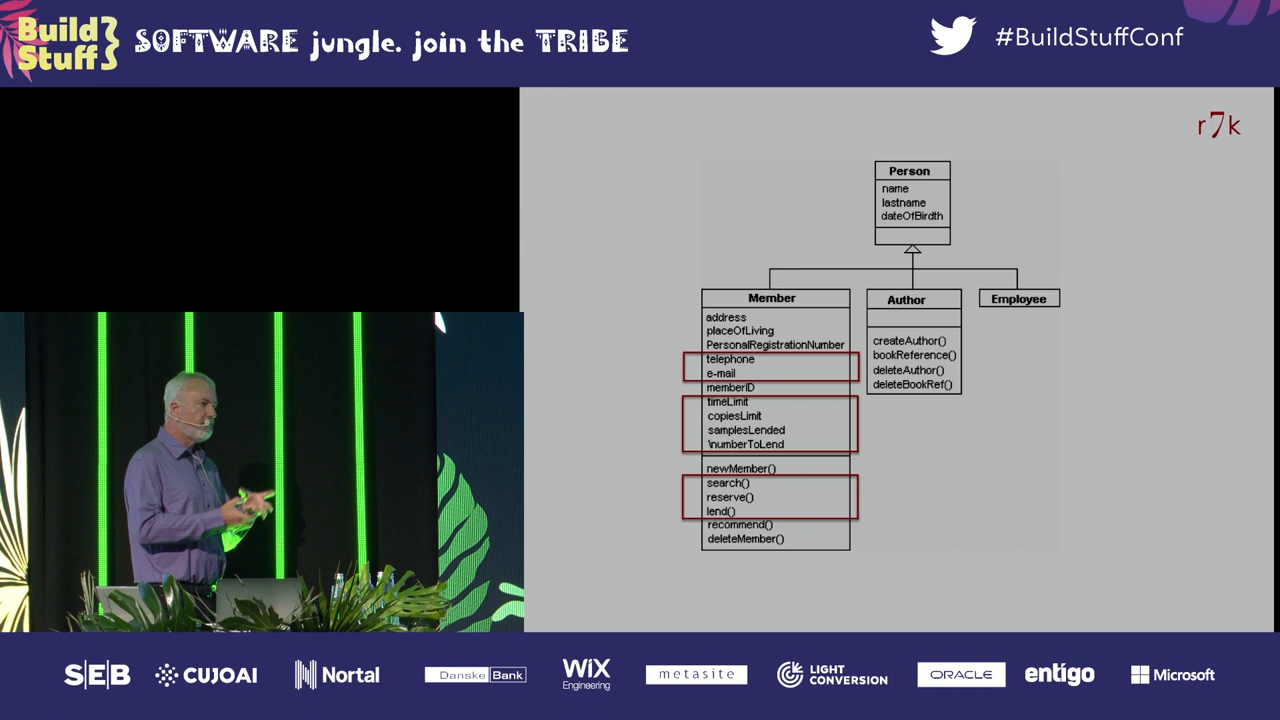 Build
Stuff}
SOFTWARE jungle. join the TRIBE
#BuildStuffConf
r7k
Person
name
lastname
dateOfBirdth
Member
address
placeOfLiving
PersonalRegistrationNumber
telephone
e-mail
memberID
timeLimit
copiesLimit
samplesLended
\numberToLend
newMember()
search()
reserve()
lend()
recommend()
deleteMember()
Author
createAuthor()
bookReference()
deleteAuthor()
deleteBookRef()
Employee
S|E|B
CUJOAI
Nortal
Danske Bank
WiX
Engineering
metasite
LIGHT
CONVERSION
ORACLE
entigo
Microsoft